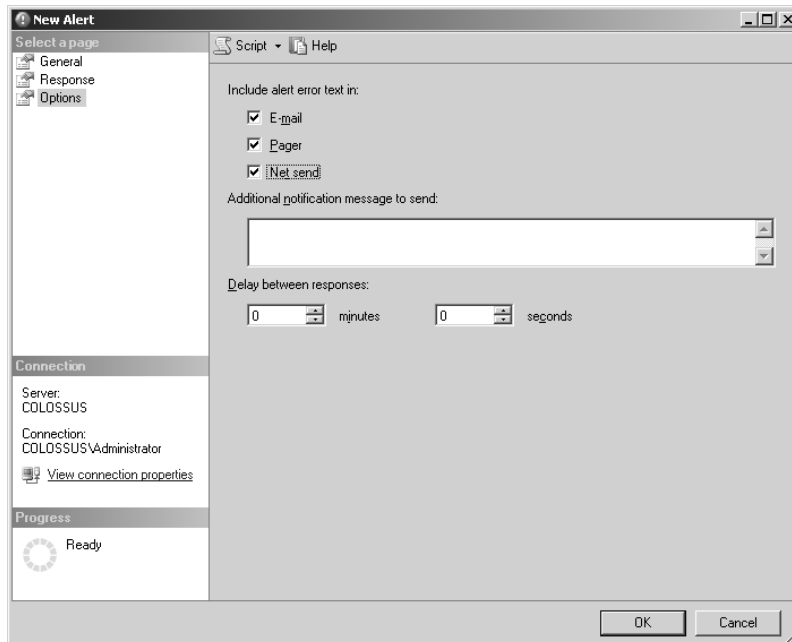 New Alert
Select a page
General
Response
Options
Script Help
Include alert error text in:
E-mail
Pager
Net send
Additional notification message to send:
Delay between responses:
0 minutes 0 seconds
Connection
Server:
COLOSSUS
Connection:
COLOSSUS\Administrator
View connection properties
Progress
Ready
OK Cancel